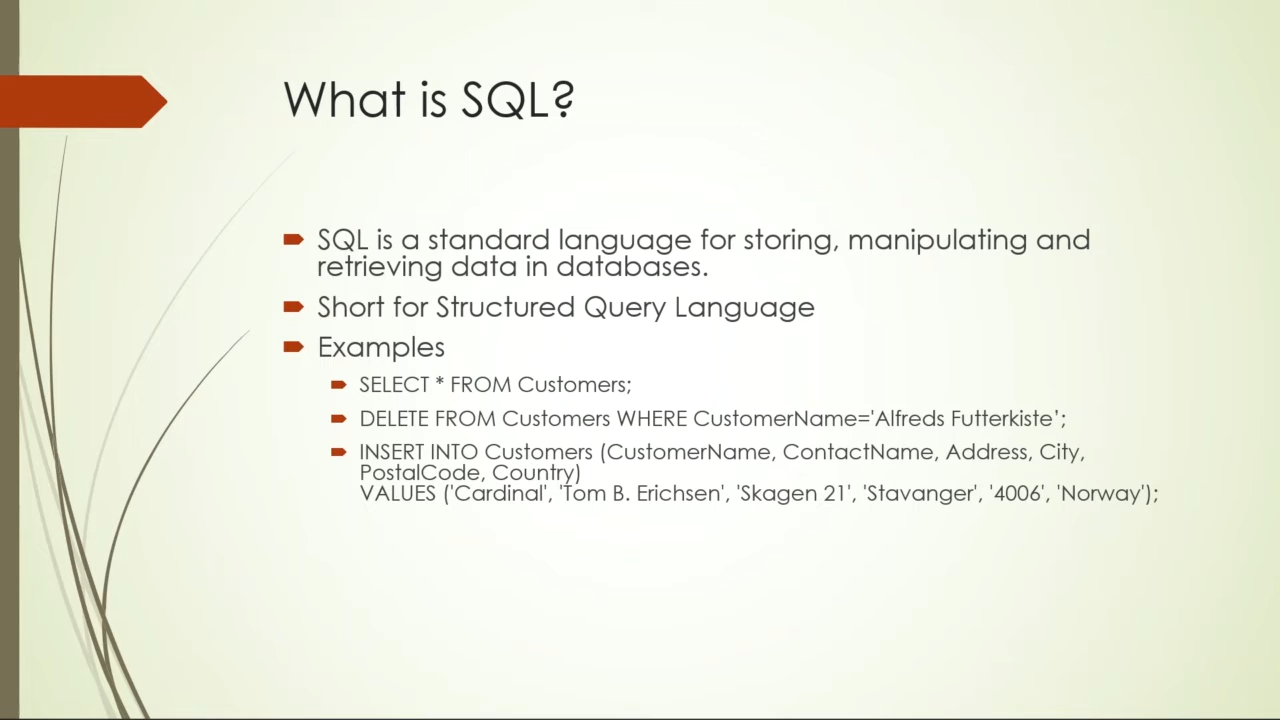 What is SQL?
SQL is a standard language for storing, manipulating and
retrieving data in databases.
Short for Structured Query Language
Examples
SELECT * FROM Customers;
DELETE FROM Customers WHERE CustomerName='Alfreds Futterkiste’;
INSERT INTO Customers (CustomerName, ContactName, Address, City,
PostalCode, Country)
VALUES ('Cardinal', 'Tom B. Erichsen', 'Skagen 21', 'Stavanger', '4006', 'Norway');